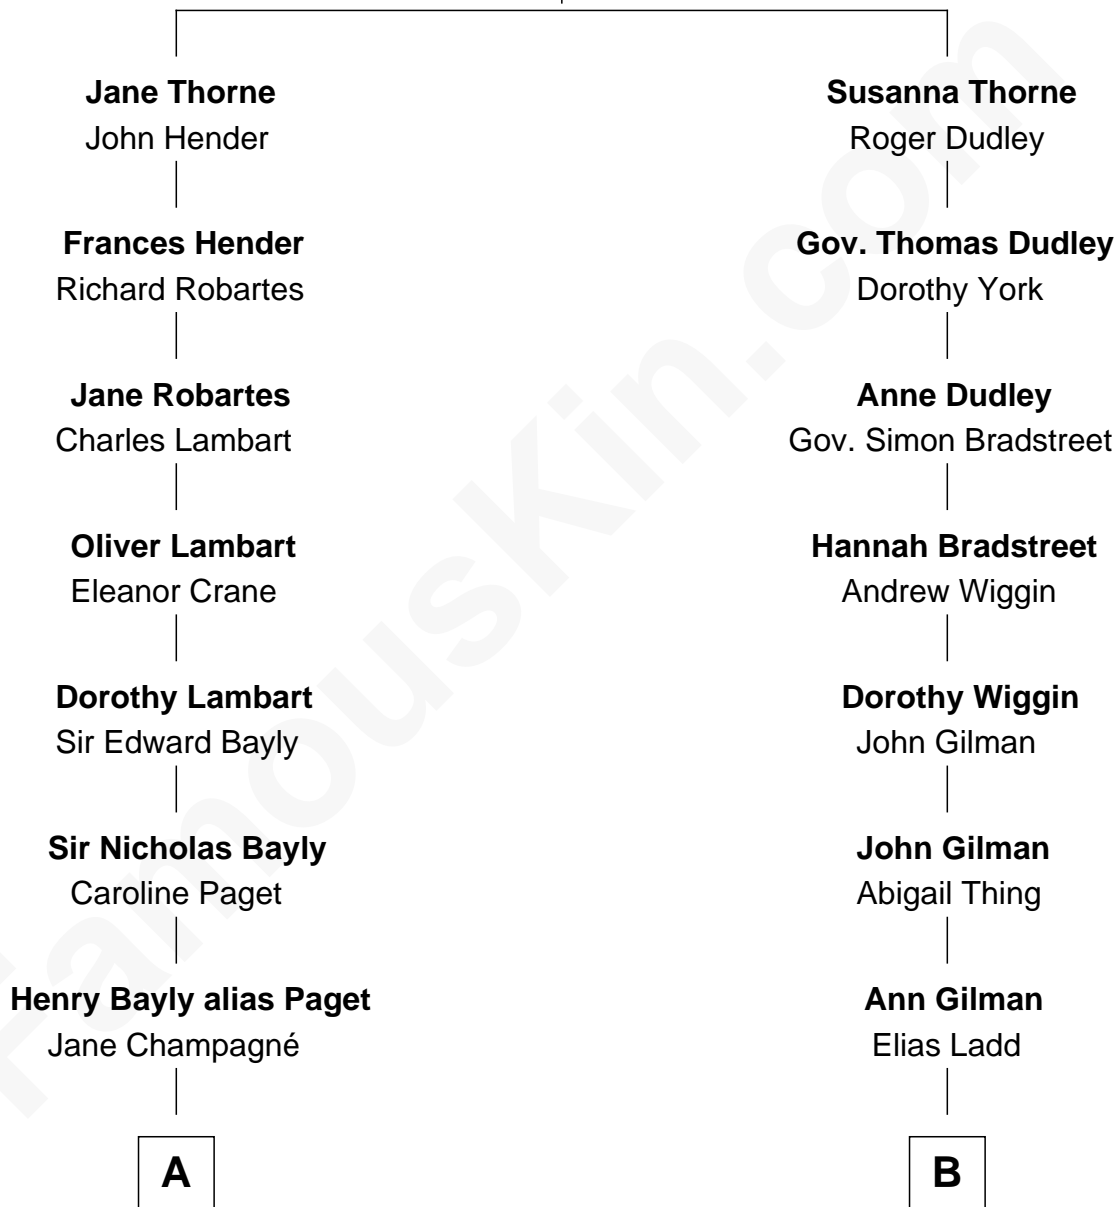 Jane Thorne
John Hender
Frances Hender
Richard Robartes
Jane Robartes
Charles Lambart
Oliver Lambart
Eleanor Crane
Dorothy Lambart
Sir Edward Bayly
Sir Nicholas Bayly
Caroline Paget
Henry Bayly alias Paget
Jane Champagné
A
Susanna Thorne
Roger Dudley
Gov. Thomas Dudley
Dorothy York
Anne Dudley
Gov. Simon Bradstreet
Hannah Bradstreet
Andrew Wiggin
Dorothy Wiggin
John Gilman
John Gilman
Abigail Thing
Ann Gilman
Elias Ladd
B
FamousKin.com